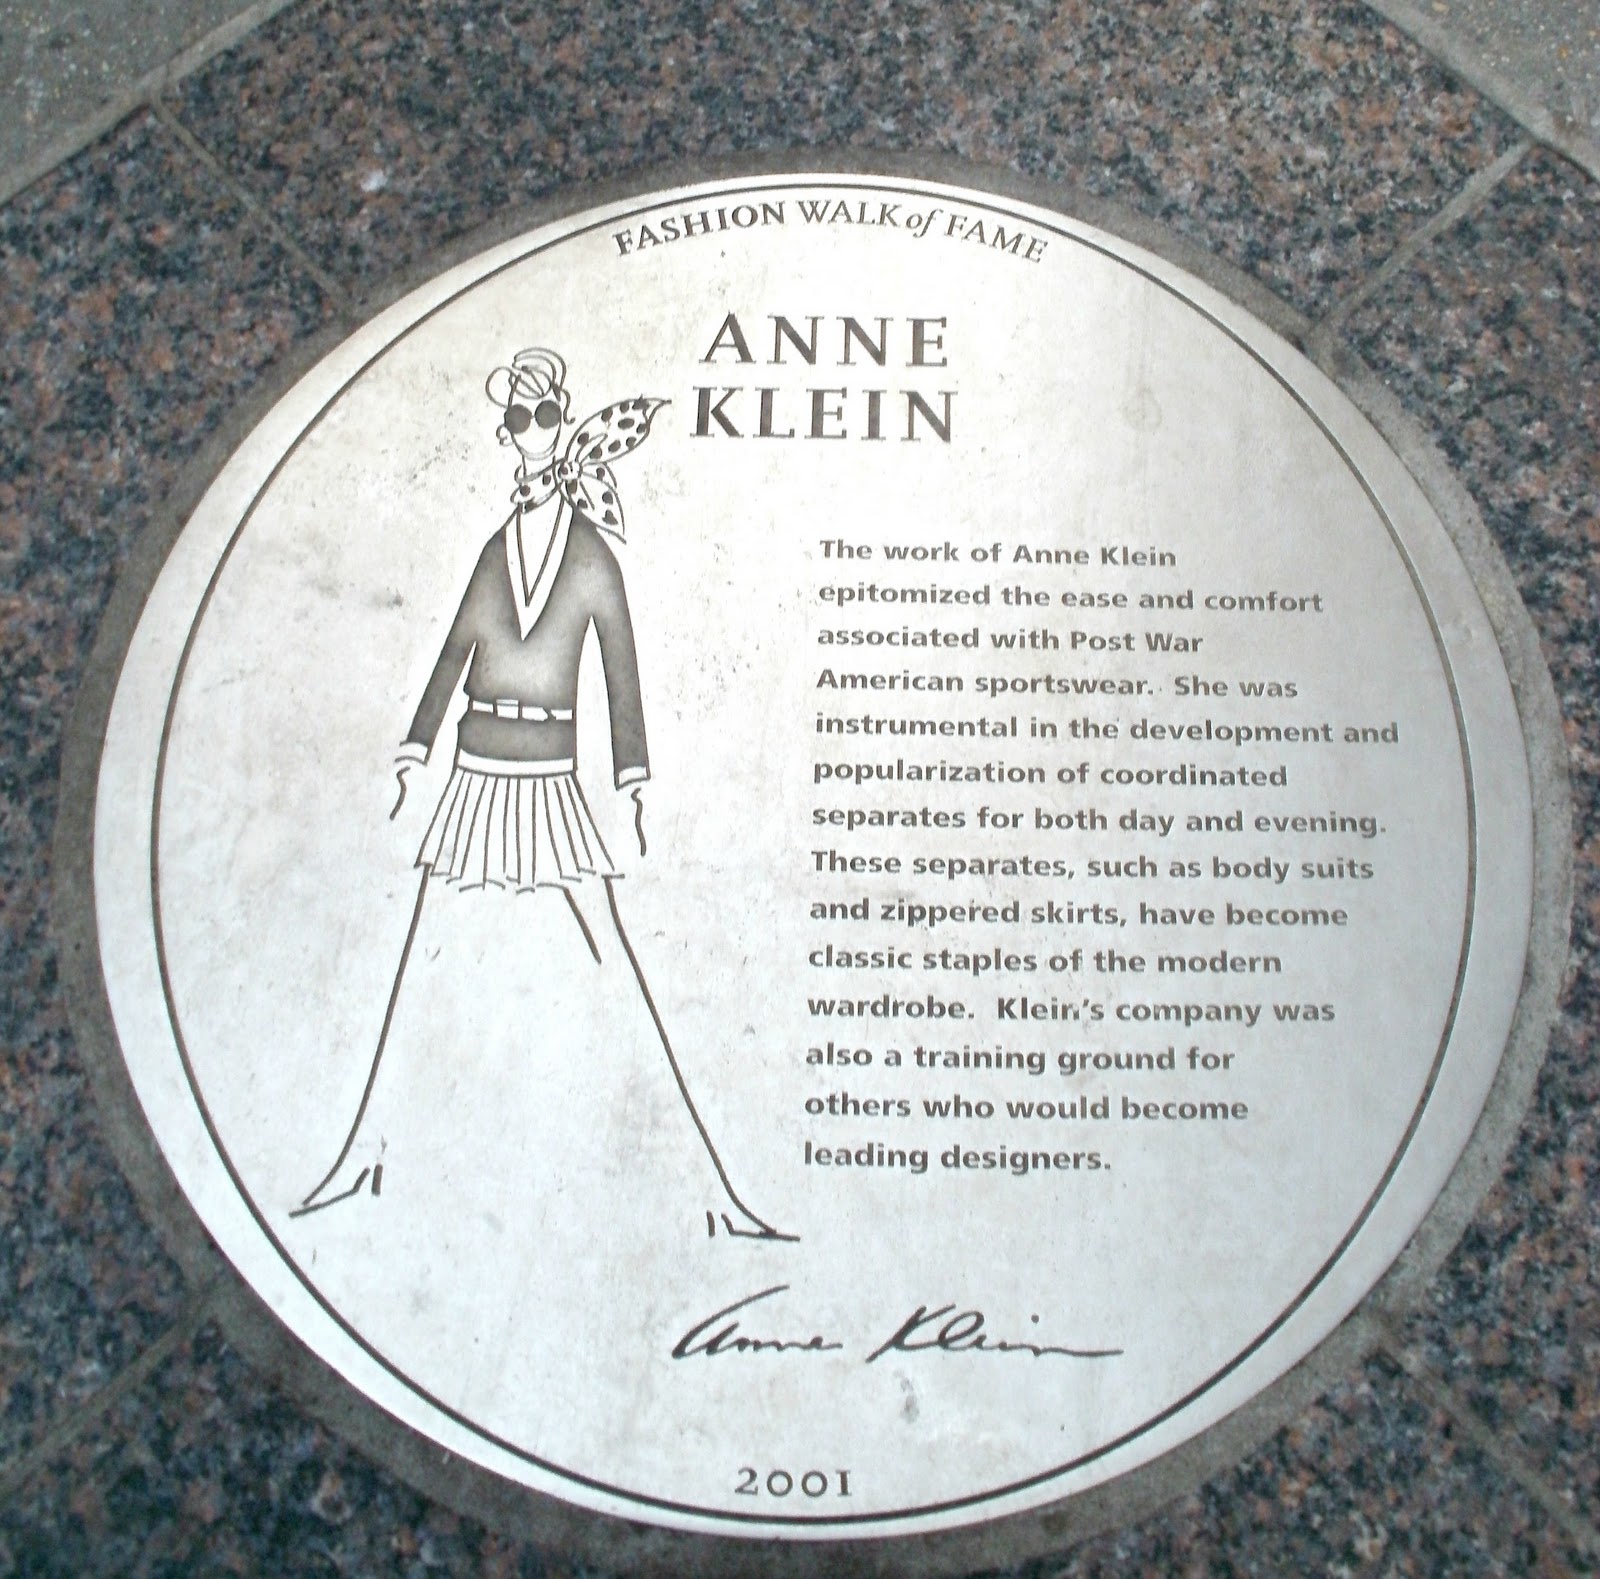 FASHION WALK of FAME
ANNE
KLEIN
The work of Anne Klein
epitomized the ease and comfort
associated with Post War
American sportswear. She was
instrumental in the development and
popularization of coordinated
separates for both day and evening.
These separates, such as body suits
and zippered skirts, have become
classic staples of the modern
wardrobe. Klein's company was
also a training ground for
others who would become
leading designers.
Anne Klein
2001